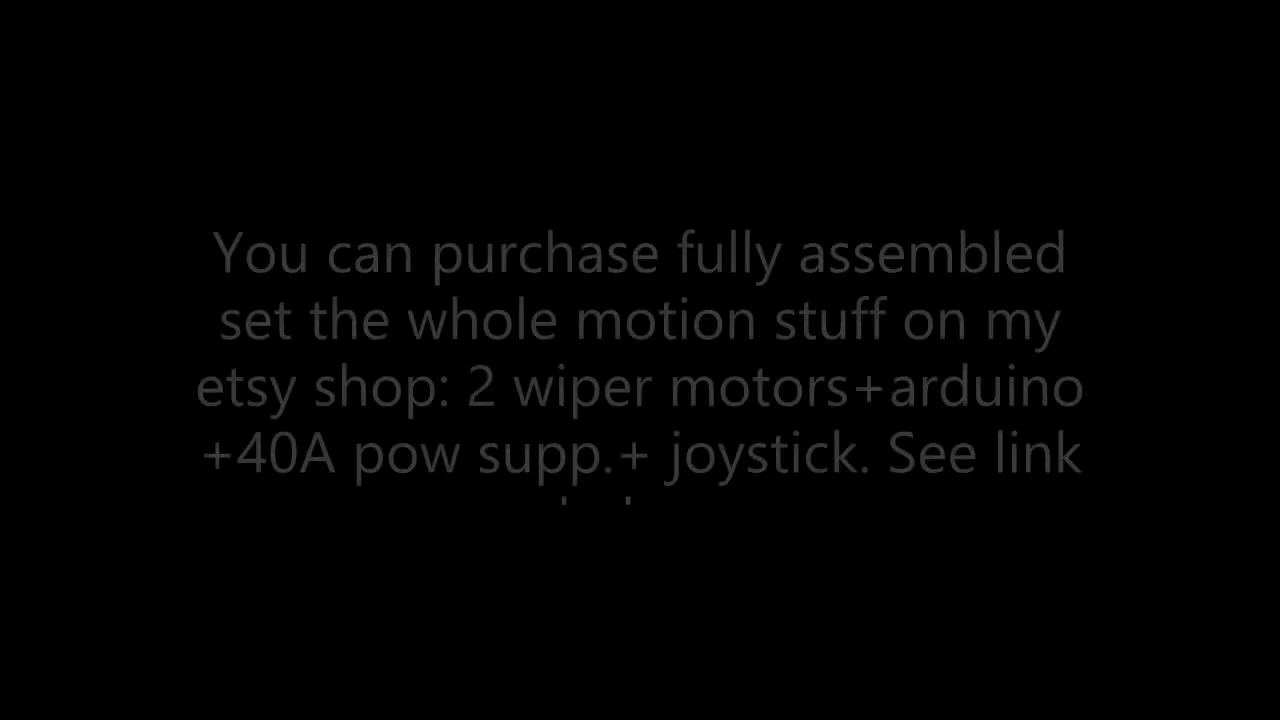 You can purchase fully assembled
set the whole motion stuff on my
etsy shop: 2 wiper motors+arduino
+40A pow supp.+ joystick. See link